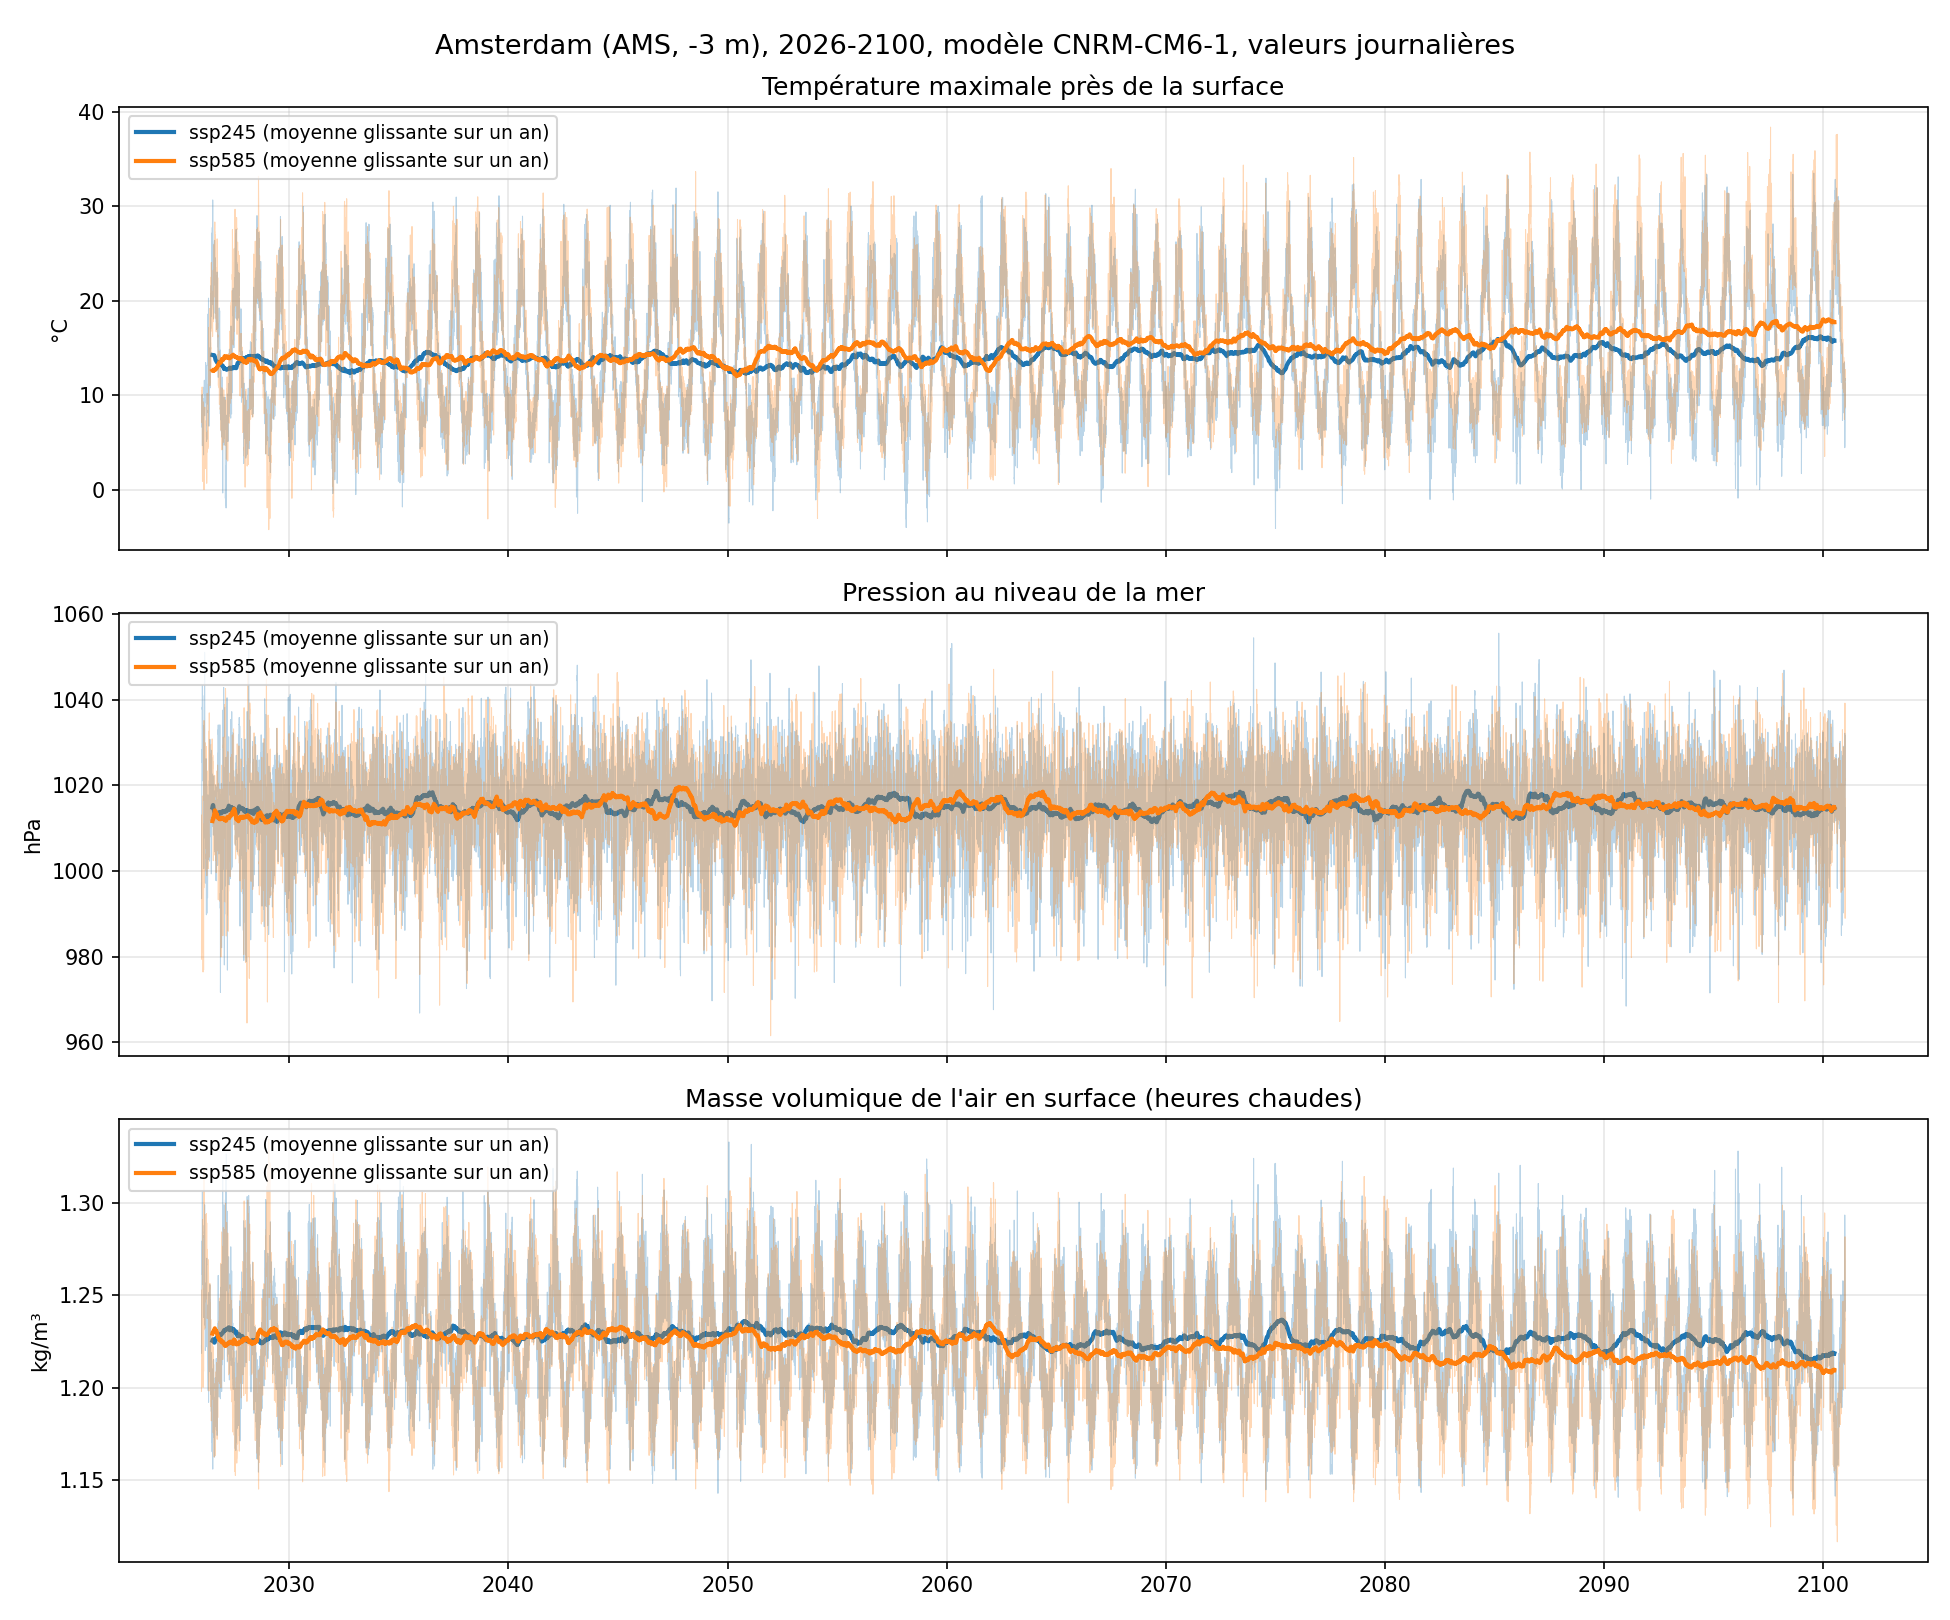 Amsterdam (AMS, -3 m), 2026-2100, modèle CNRM-CM6-1, valeurs journalières
Température maximale près de la surface
40
30
20
10
0
°C
ssp245 (moyenne glissante sur un an)
ssp585 (moyenne glissante sur un an)
Pression au niveau de la mer
1060
1040
1020
1000
980
960
hPa
ssp245 (moyenne glissante sur un an)
ssp585 (moyenne glissante sur un an)
Masse volumique de l'air en surface (heures chaudes)
1.30
1.25
1.20
1.15
kg/m³
ssp245 (moyenne glissante sur un an)
ssp585 (moyenne glissante sur un an)
2030 2040 2050 2060 2070 2080 2090 2100